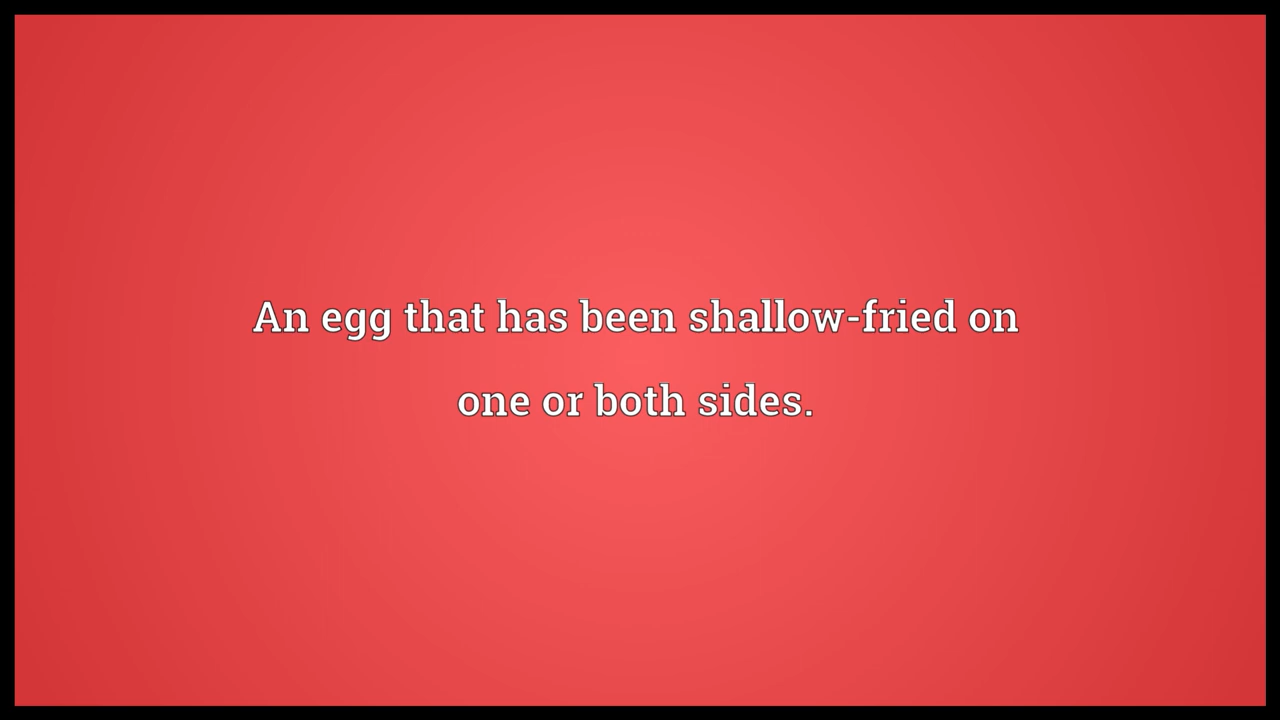 An egg that has been shallow-fried on
one or both sides.